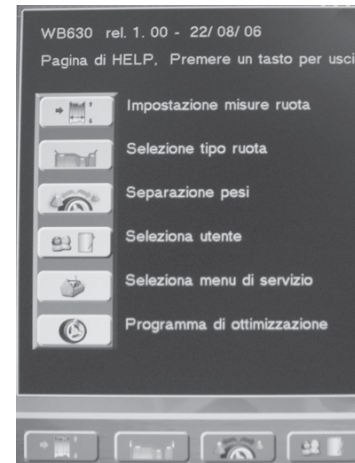 WB630 rel. 1. 00 - 22/ 08/ 06
Pagina di HELP, Premere un tasto per usci
Impostazione misure ruota
Selezione tipo ruota
Separazione pesi
Seleziona utente
Seleziona menu di servizio
Programma di ottimizzazione